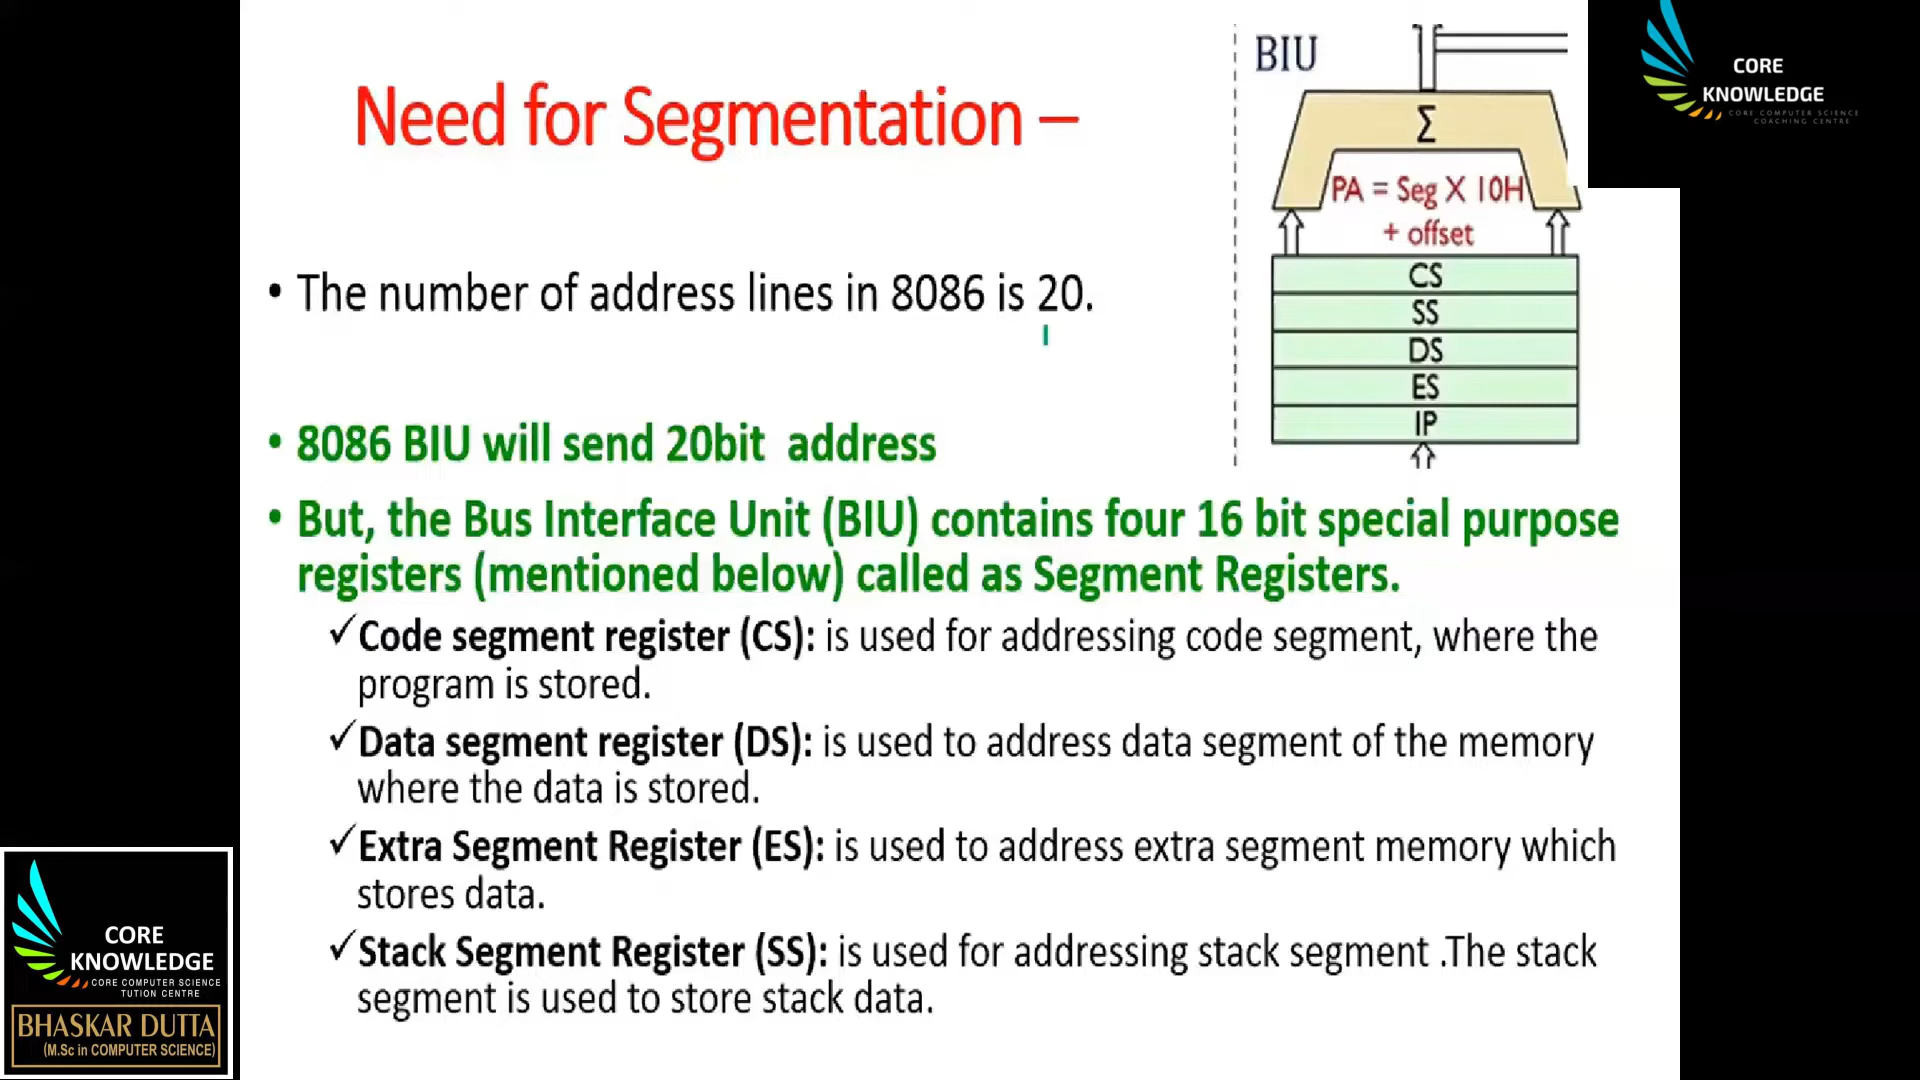 Need for Segmentation –
BIU
Σ
PA = Seg X 10H
+ offset
CS
SS
DS
ES
IP
CORE
KNOWLEDGE
CORE COMPUTER SCIENCE
COACHING CENTRE
• The number of address lines in 8086 is 20.
• 8086 BIU will send 20bit address
• But, the Bus Interface Unit (BIU) contains four 16 bit special purpose
registers (mentioned below) called as Segment Registers.
✓Code segment register (CS): is used for addressing code segment, where the
program is stored.
✓Data segment register (DS): is used to address data segment of the memory
where the data is stored.
✓Extra Segment Register (ES): is used to address extra segment memory which
stores data.
✓Stack Segment Register (SS): is used for addressing stack segment .The stack
segment is used to store stack data.
CORE
KNOWLEDGE
CORE COMPUTER SCIENCE
TUTION CENTRE
BHASKAR DUTTA
(M.Sc in COMPUTER SCIENCE)